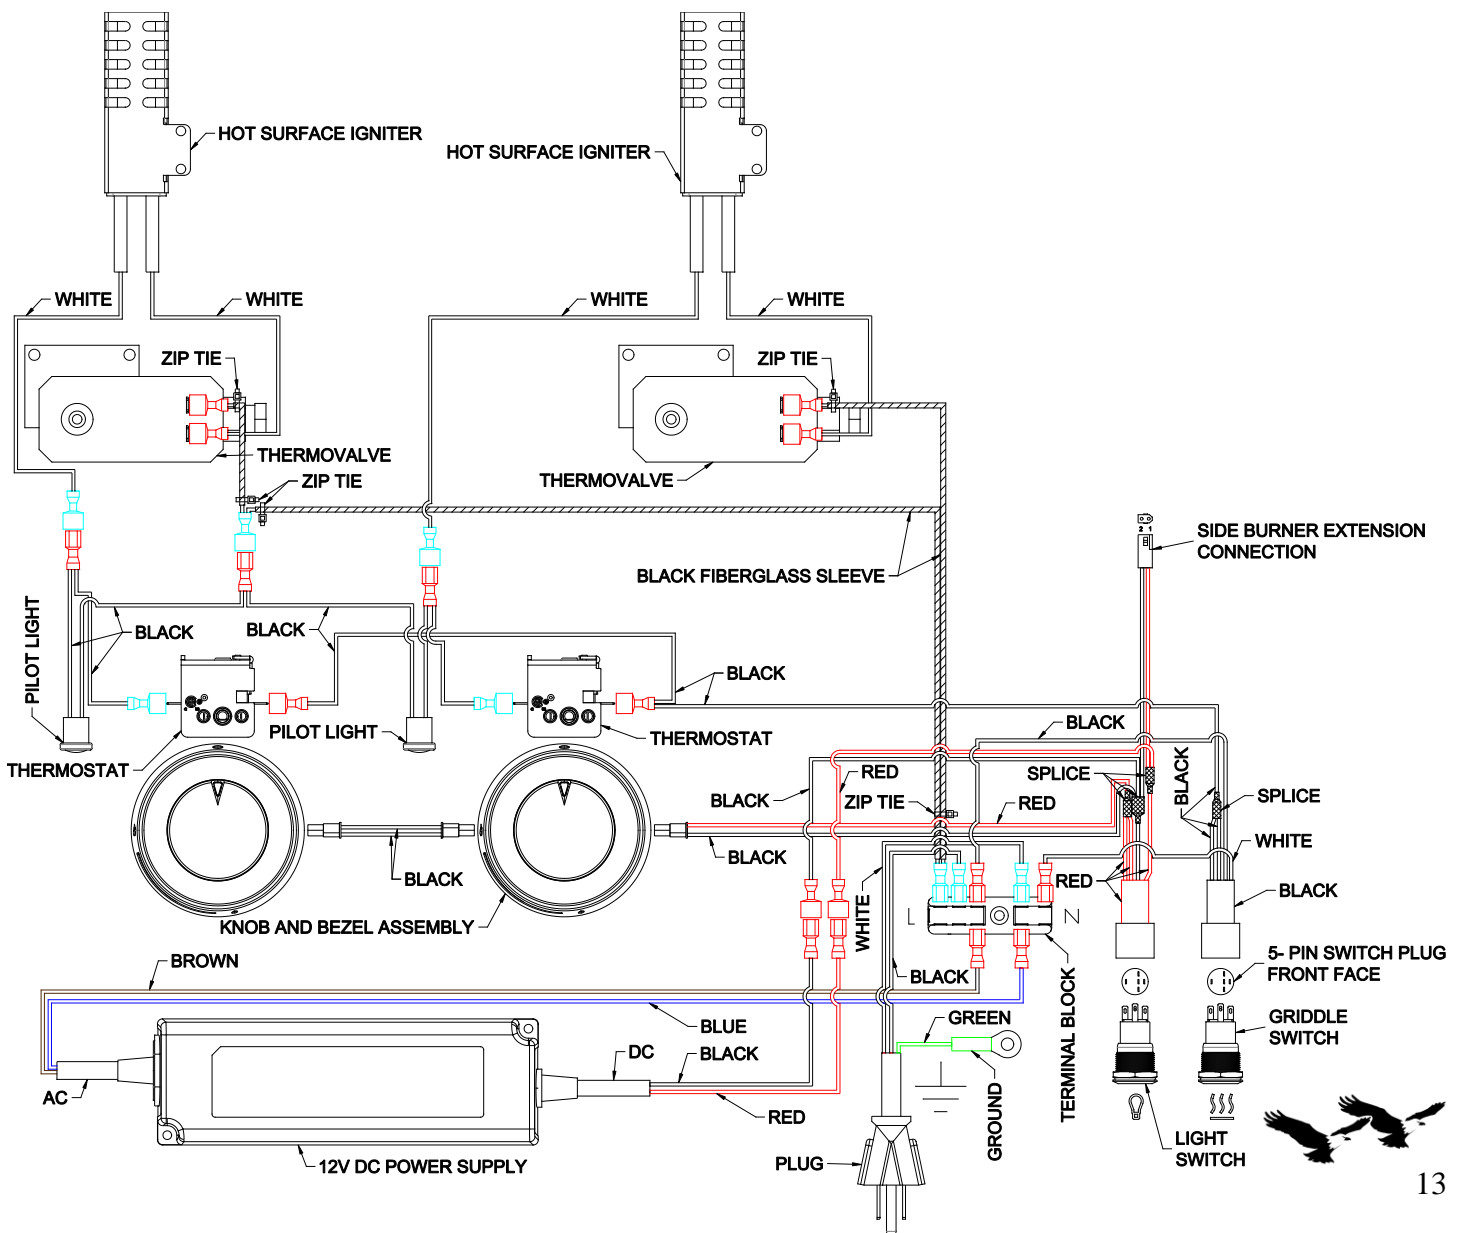 HOT SURFACE IGNITER
HOT SURFACE IGNITER
WHITE
WHITE
WHITE
WHITE
ZIP TIE
ZIP TIE
THERMOVALVE
THERMOVALVE
ZIP TIE
2 1
SIDE BURNER EXTENSION
CONNECTION
BLACK FIBERGLASS SLEEVE
PILOT LIGHT
BLACK
BLACK
BLACK
PILOT LIGHT
THERMOSTAT
THERMOSTAT
BLACK
RED
SPLICE
BLACK
BLACK
ZIP TIE
RED
SPLICE
BLACK
WHITE
BLACK
RED
BLACK
KNOB AND BEZEL ASSEMBLY
WHITE
L
N
BROWN
BLACK
TERMINAL BLOCK
5- PIN SWITCH PLUG
FRONT FACE
BLUE
GREEN
GRIDDLE
SWITCH
DC
BLACK
AC
RED
GROUND
LIGHT
SWITCH
12V DC POWER SUPPLY
PLUG
13